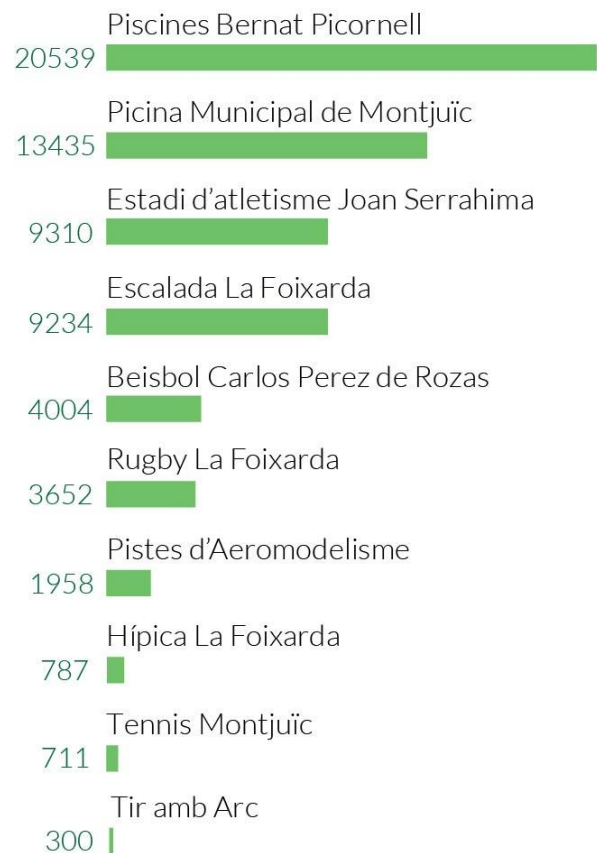 Piscines Bernat Picornell
20539
Picina Municipal de Montjuïc
13435
Estadi d’atletisme Joan Serrahima
9310
Escalada La Foixarda
9234
Beisbol Carlos Perez de Rozas
4004
Rugby La Foixarda
3652
Pistes d’Aeromodelisme
1958
Hípica La Foixarda
787
Tennis Montjuïc
711
Tir amb Arc
300